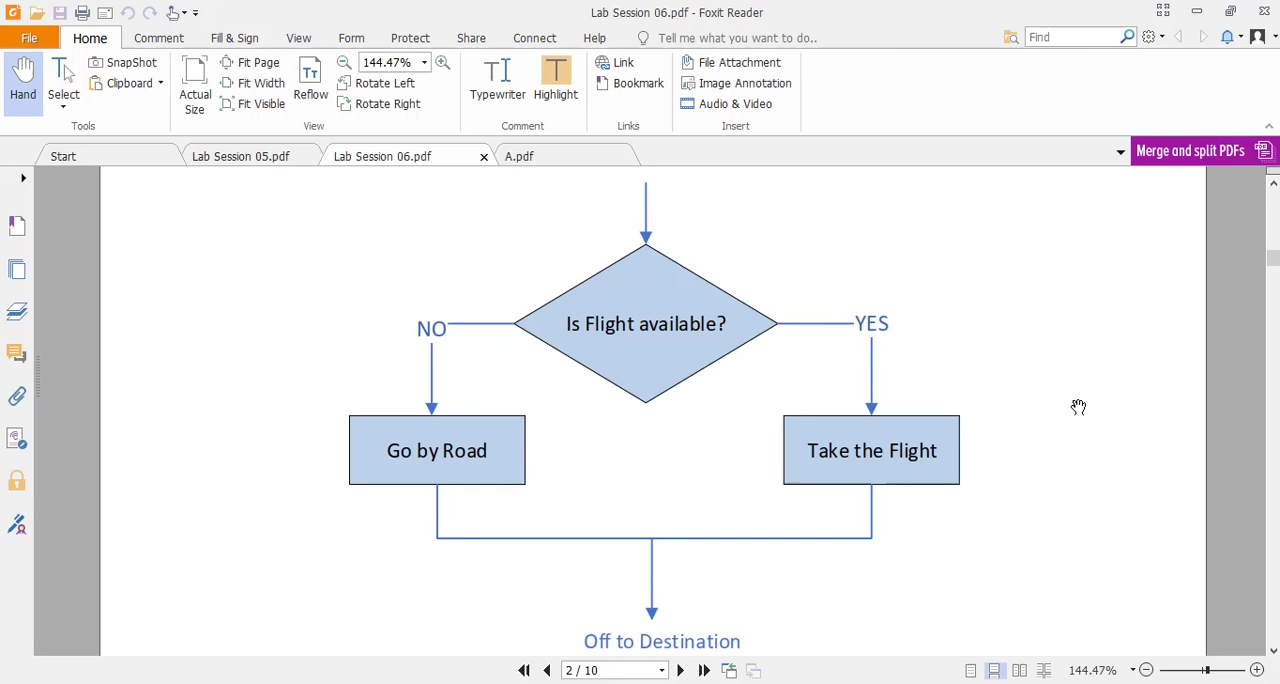 Lab Session 06.pdf - Foxit Reader
File Home Comment Fill & Sign View Form Protect Share Connect Help Tell me what you want to do.. Find
Hand
Select
SnapShot
Clipboard
Tools
Actual
Size
Fit Page
Fit Width
Fit Visible
Reflow
144.47%
Rotate Left
Rotate Right
View
Typewriter
Highlight
Comment
Link
Bookmark
Links
File Attachment
Image Annotation
Audio & Video
Insert
Start Lab Session 05.pdf Lab Session 06.pdf A.pdf Merge and split PDFs
Is Flight available?
NO
YES
Go by Road
Take the Flight
Off to Destination
2 / 10 144.47%